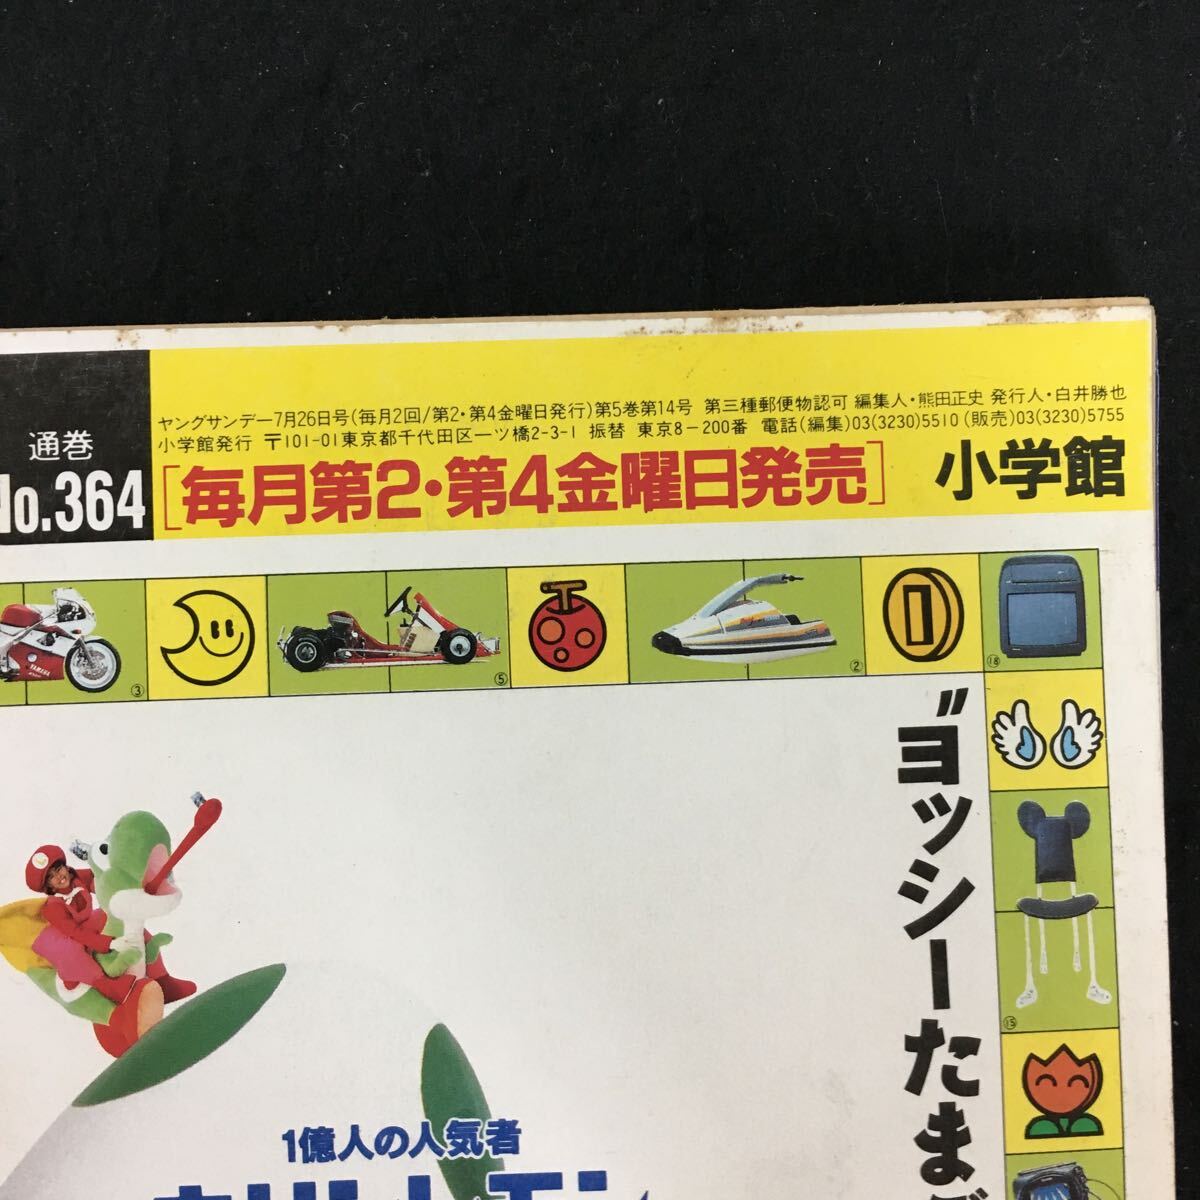 通巻
No.364
ヤングサンデー7月26日号(毎月2回/第2・第4金曜日発行)第5巻第14号 第三種郵便物認可 編集人・熊田正史 発行人・白井勝也
小学館発行 〒101-01東京都千代田区一ツ橋2-3-1 振替 東京8-200番 電話(編集)03(3230)5510(販売)03(3230)5755
[毎月第2・第4金曜日発売] 小学館
YAMAHA
③
⑤
②
⑱
⑮
"ヨッシーたま
1億人の人気者